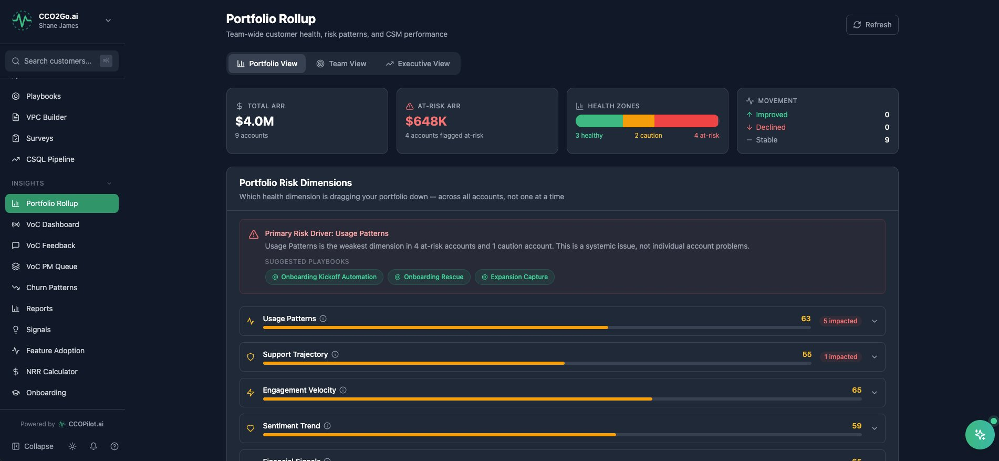 CCO2Go.ai
Shane James
Search customers...
⌘K
Playbooks
VPC Builder
Surveys
CSQL Pipeline
INSIGHTS
Portfolio Rollup
VoC Dashboard
VoC Feedback
VoC PM Queue
Churn Patterns
Reports
Signals
Feature Adoption
NRR Calculator
Onboarding
Powered by CCOPilot.ai
Collapse
Portfolio Rollup
Team-wide customer health, risk patterns, and CSM performance
Refresh
Portfolio View
Team View
Executive View
TOTAL ARR
$4.0M
9 accounts
AT-RISK ARR
$648K
4 accounts flagged at-risk
HEALTH ZONES
3 healthy
2 caution
4 at-risk
MOVEMENT
↑ Improved 0
↓ Declined 0
— Stable 9
Portfolio Risk Dimensions
Which health dimension is dragging your portfolio down — across all accounts, not one at a time
Primary Risk Driver: Usage Patterns
Usage Patterns is the weakest dimension in 4 at-risk accounts and 1 caution account. This is a systemic issue, not individual account problems.
SUGGESTED PLAYBOOKS
Onboarding Kickoff Automation
Onboarding Rescue
Expansion Capture
Usage Patterns 63 5 impacted
Support Trajectory 55 1 impacted
Engagement Velocity 65
Sentiment Trend 59
Financial Signals 65